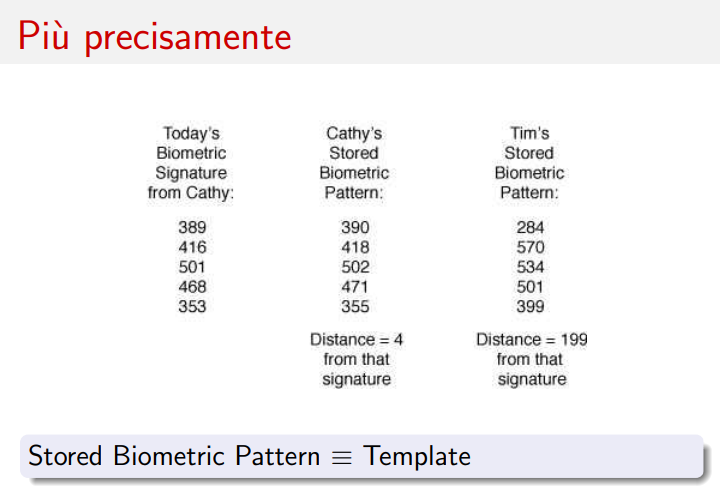 Più precisamente
Today's
Biometric
Signature
from Cathy:
389
416
501
468
353
Cathy's
Stored
Biometric
Pattern:
390
418
502
471
355
Distance = 4
from that
signature
Tim's
Stored
Biometric
Pattern:
284
570
534
501
399
Distance = 199
from that
signature
Stored Biometric Pattern ≡ Template